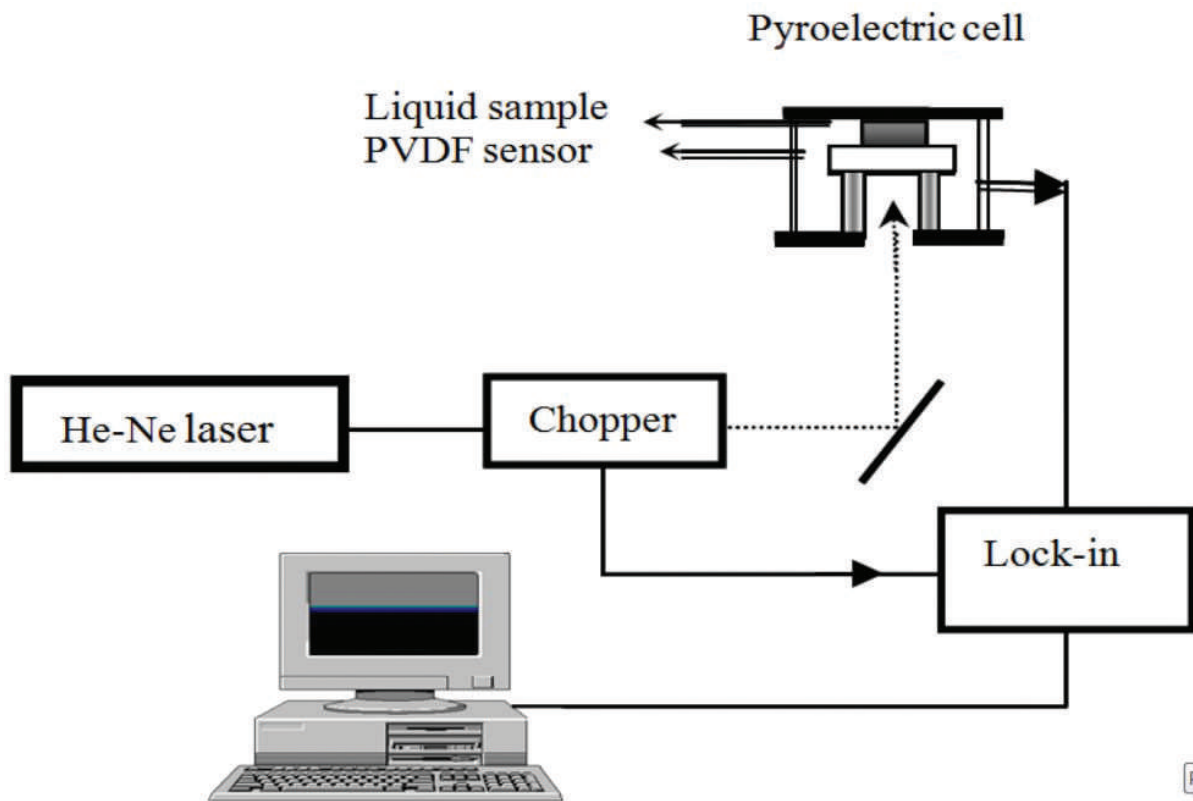 Pyroelectric cell
Liquid sample
PVDF sensor
He-Ne laser
Chopper
Lock-in